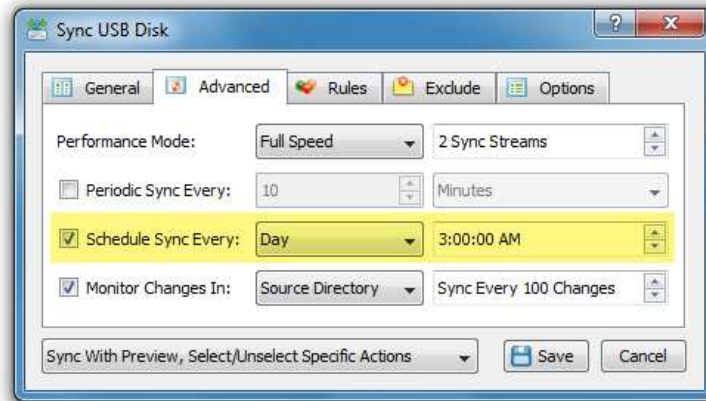 Sync USB Disk
General Advanced Rules Exclude Options
Performance Mode: Full Speed 2 Sync Streams
Periodic Sync Every: 10 Minutes
Schedule Sync Every: Day 3:00:00 AM
Monitor Changes In: Source Directory Sync Every 100 Changes
Sync With Preview, Select/Unselect Specific Actions Save Cancel